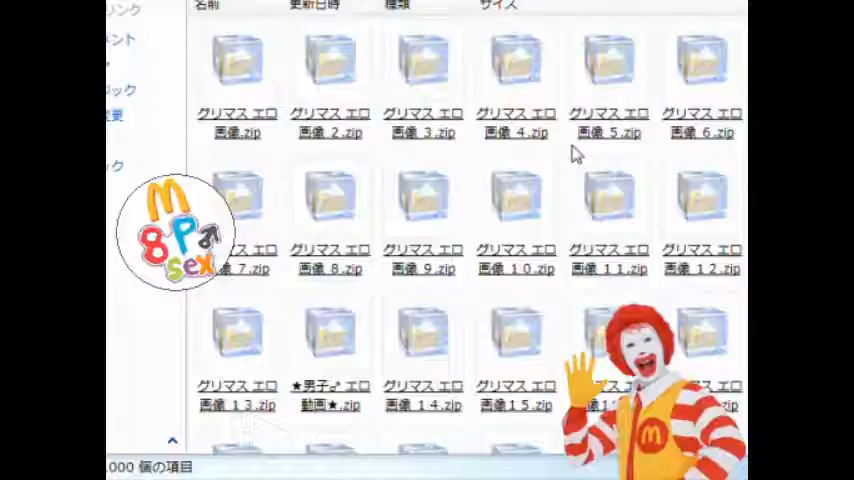 リンク
名前 更新日時 種類 サイズ
メント
ック
変更
ック
グリマス エロ画像.zip
グリマス エロ画像 2.zip
グリマス エロ画像 3.zip
グリマス エロ画像 4.zip
グリマス エロ画像 5.zip
グリマス エロ画像 6.zip
M
8P♂
sex
エロ
7.zip
グリマス エロ画像 8.zip
グリマス エロ画像 9.zip
グリマス エロ画像 10.zip
グリマス エロ画像 11.zip
グリマス エロ画像 12.zip
グリマス エロ画像 13.zip
★男子♂ エロ動画★.zip
グリマス エロ画像 14.zip
グリマス エロ画像 15.zip
.zip
M
000 個の項目